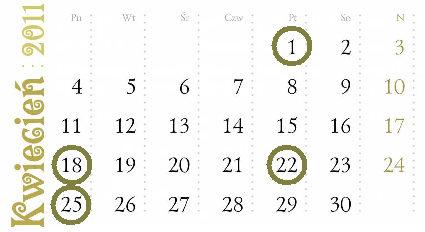 Kwiecień : 2011
Pn Wt Śr Czw Pt So N
1 2 3
4 5 6 7 8 9 10
11 12 13 14 15 16 17
18 19 20 21 22 23 24
25 26 27 28 29 30